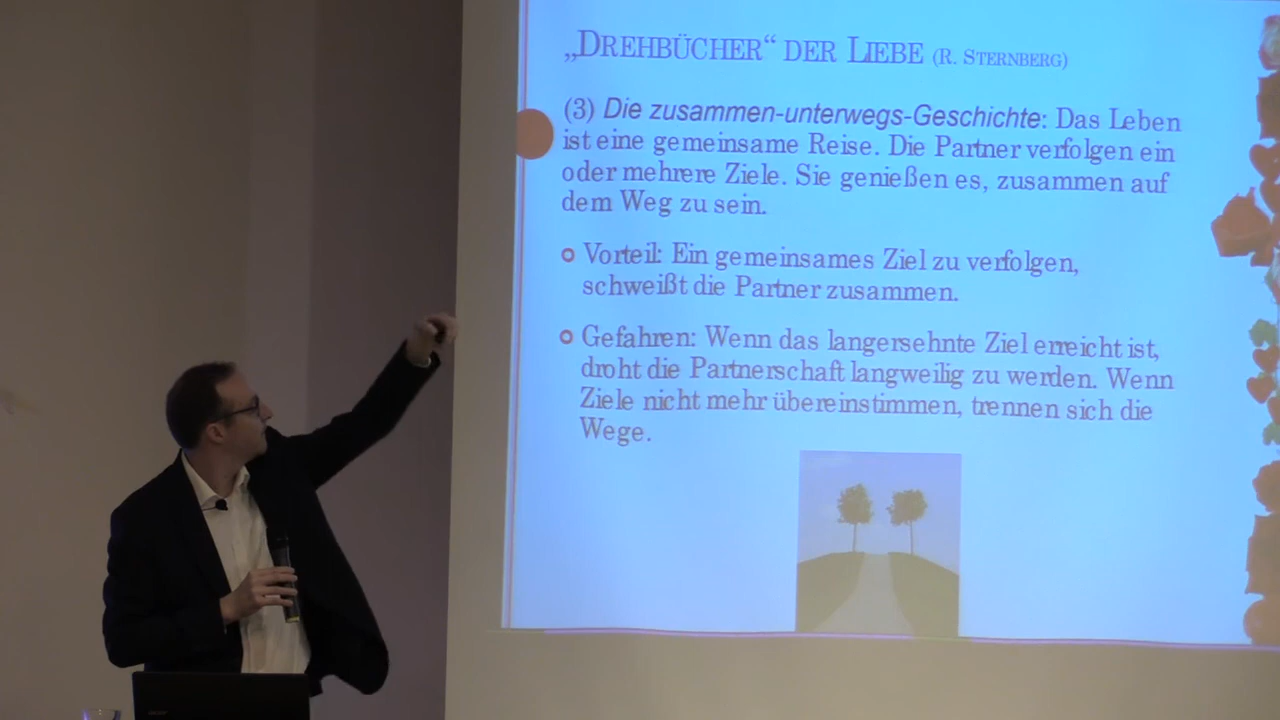 „DREHBÜCHER“ DER LIEBE (R. STERNBERG)
(3) Die zusammen-unterwegs-Geschichte: Das Leben
ist eine gemeinsame Reise. Die Partner verfolgen ein
oder mehrere Ziele. Sie genießen es, zusammen auf
dem Weg zu sein.
Vorteil: Ein gemeinsames Ziel zu verfolgen,
schweißt die Partner zusammen.
Gefahren: Wenn das langersehnte Ziel erreicht ist,
droht die Partnerschaft langweilig zu werden. Wenn
Ziele nicht mehr übereinstimmen, trennen sich die
Wege.
acer